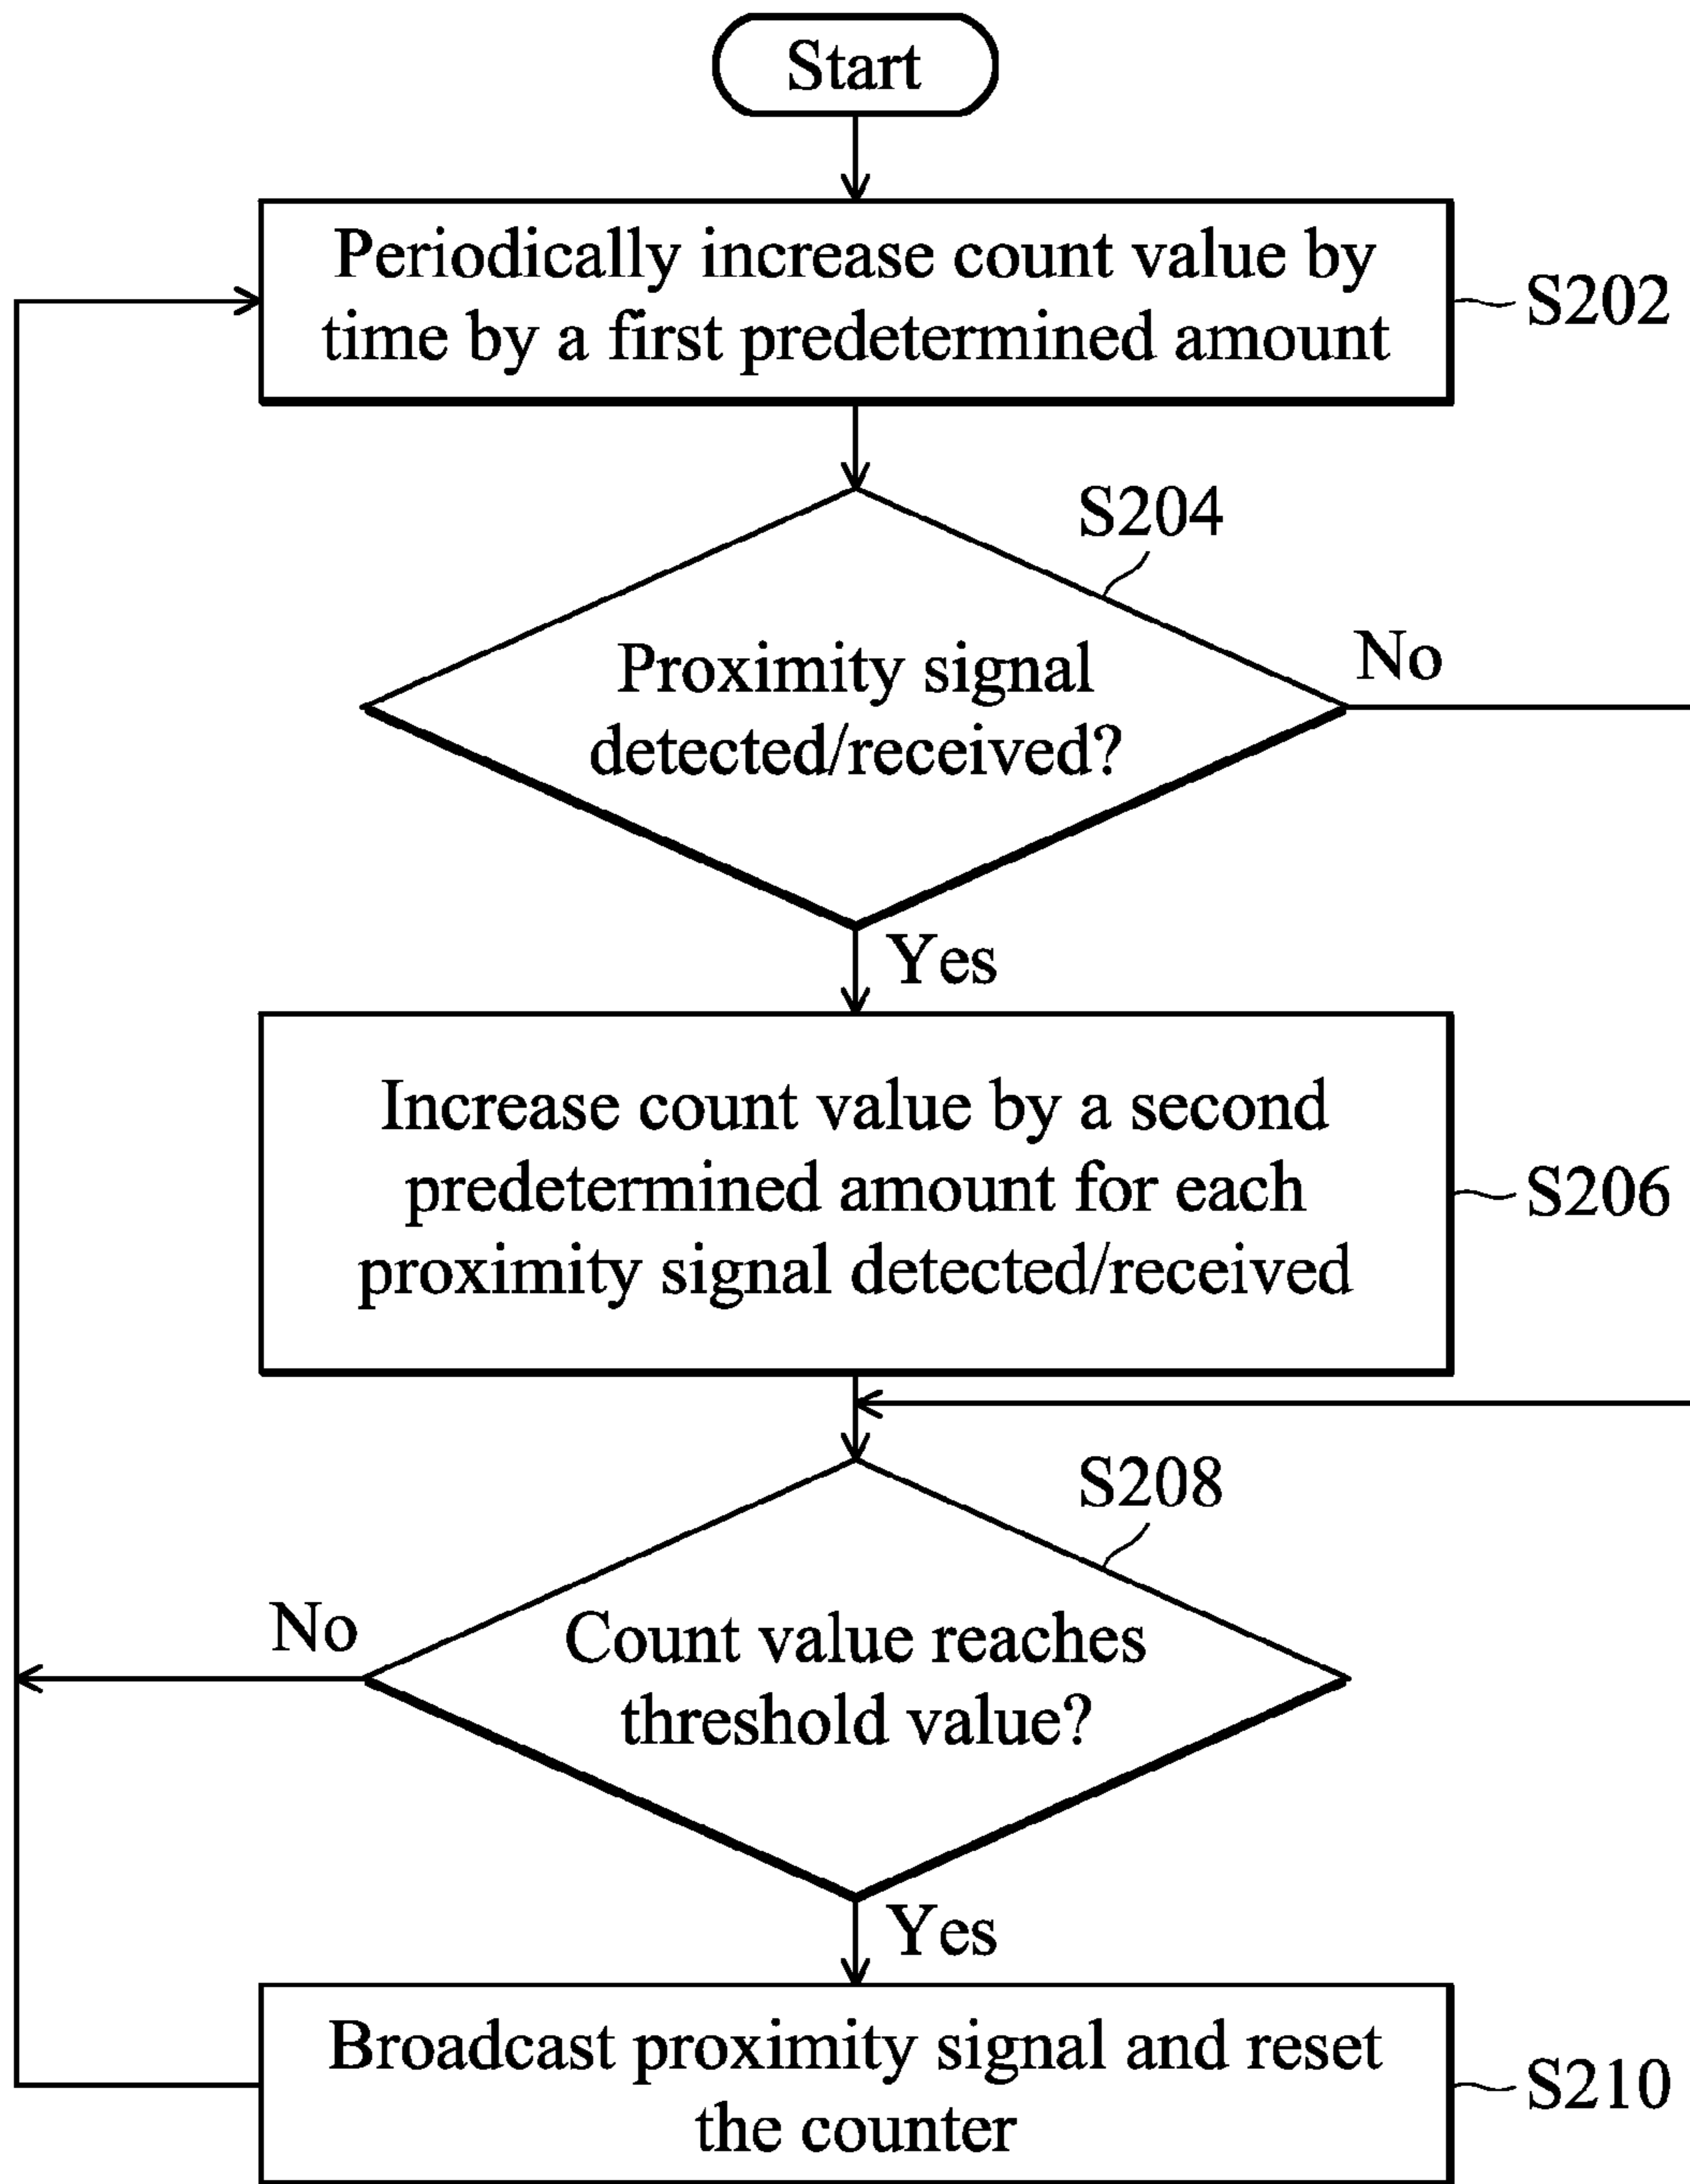 Start
Periodically increase count value by
time by a first predetermined amount
S202
S204
Proximity signal
detected/received?
No
Yes
Increase count value by a second
predetermined amount for each
proximity signal detected/received
S206
S208
Count value reaches
threshold value?
No
Yes
Broadcast proximity signal and reset
the counter
S210